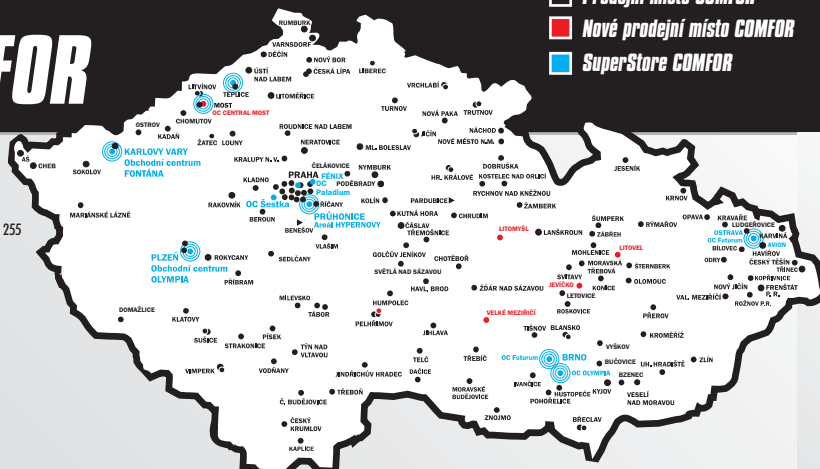 Prodejní místo COMFOR
Nové prodejní místo COMFOR
SuperStore COMFOR
FOR
255
RUMBURK
VARNSDORF
DĚČÍN
NOVÝ BOR
ÚSTÍ
NAD LABEM
ČESKÁ LÍPA
LIBEREC
LITVÍNOV
TEPLICE
LITOMĚŘICE
VRCHLABÍ
MOST
OC CENTRAL MOST
TURNOV
TRUTNOV
NOVÁ PAKA
CHOMUTOV
OSTROV
KADAŇ
ŽATEC
LOUNY
ROUDNICE NAD LABEM
JIČÍN
NÁCHOD
NOVÉ MĚSTO N.M.
NERATOVICE
ML. BOLESLAV
KARLOVY VARY
Obchodní centrum
FONTÁNA
AŠ
CHEB
SOKOLOV
KRALUPY N.V.
ČELÁKOVICE
NYMBURK
DOBRUŠKA
JESENÍK
HR. KRÁLOVÉ
KOSTELEC NAD ORLICÍ
RYCHNOV NAD KNĚŽNOU
KLADNO
PRAHA
FÉNIX
OC
Paladium
PODĚBRADY
KRNOV
RAKOVNÍK
OC Šestka
ŘÍČANY
KOLÍN
PARDUBICE
ŽAMBERK
MARIÁNSKÉ LÁZNĚ
BEROUN
PRŮHONICE
Areál HYPERNOVY
KUTNÁ HORA
CHRUDIM
ŠUMPERK
RÝMAŘOV
OPAVA
KRAVAŘE
LUDGEŘOVICE
BENEŠOV
ČÁSLAV
TŘEMOŠNICE
LITOMYŠL
LANŠKROUN
ZÁBŘEH
OSTRAVA
OC Futurum
KARVINÁ
AVION
VLAŠIM
BÍLOVEC
HAVÍŘOV
PLZEŇ
Obchodní centrum
OLYMPIA
ROKYCANY
SEDLČANY
GOLČŮV JENÍKOV
CHOTĚBOŘ
MOHLENICE
LITOVEL
ODRY
ČESKÝ TĚŠÍN
SVĚTLÁ NAD SÁZAVOU
MORAVSKÁ
TŘEBOVÁ
ŠTERNBERK
TŘINEC
PŘÍBRAM
HAVL. BROD
ŽĎÁR NAD SÁZAVOU
SVITAVY
JEVÍČKO
KONICE
OLOMOUC
KOPŘIVNICE
NOVÝ JIČÍN
FRENŠTÁT
P. R.
LETOVICE
VAL. MEZIŘÍČÍ
ROŽNOV P.R.
DOMAŽLICE
MILEVSKO
HUMPOLEC
BOSKOVICE
KLATOVY
TÁBOR
PELHŘIMOV
VELKÉ MEZIŘÍČÍ
PŘEROV
SUŠICE
PÍSEK
JIHLAVA
TIŠNOV
BLANSKO
KROMĚŘÍŽ
STRAKONICE
TÝN NAD
VLTAVOU
VYŠKOV
TELČ
TŘEBÍČ
OC Futurum
BRNO
BUČOVICE
UH. HRADIŠTĚ
ZLÍN
VIMPERK
VODŇANY
JINDŘICHŮV HRADEC
DAČICE
OC OLYMPIA
BZENEC
MORAVSKÉ
BUDĚJOVICE
IVANČICE
HUSTOPEČE
KYJOV
VESELÍ
NAD MORAVOU
Č. BUDĚJOVICE
TŘEBOŇ
POHOŘELICE
ZNOJMO
BŘECLAV
ČESKÝ
KRUMLOV
KAPLICE